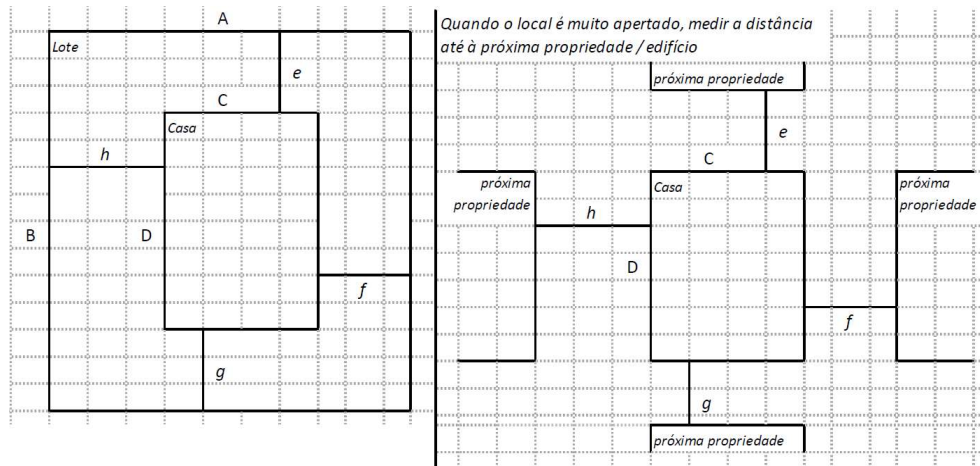 A
Lote
e
C
Casa
h
B
D
f
g
Quando o local é muito apertado, medir a distância
até à próxima propriedade / edifício
próxima propriedade
e
C
próxima
propriedade
Casa
próxima
propriedade
h
D
f
g
próxima propriedade